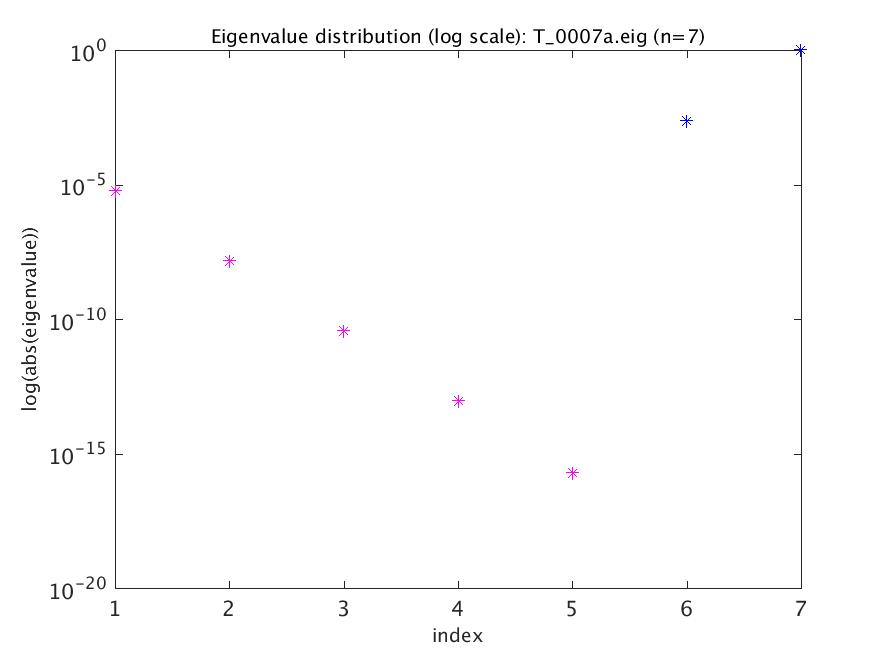 Eigenvalue distribution (log scale): T_0007a.eig (n=7)
10^0
10^-5
10^-10
10^-15
10^-20
log(abs(eigenvalue))
1 2 3 4 5 6 7
index